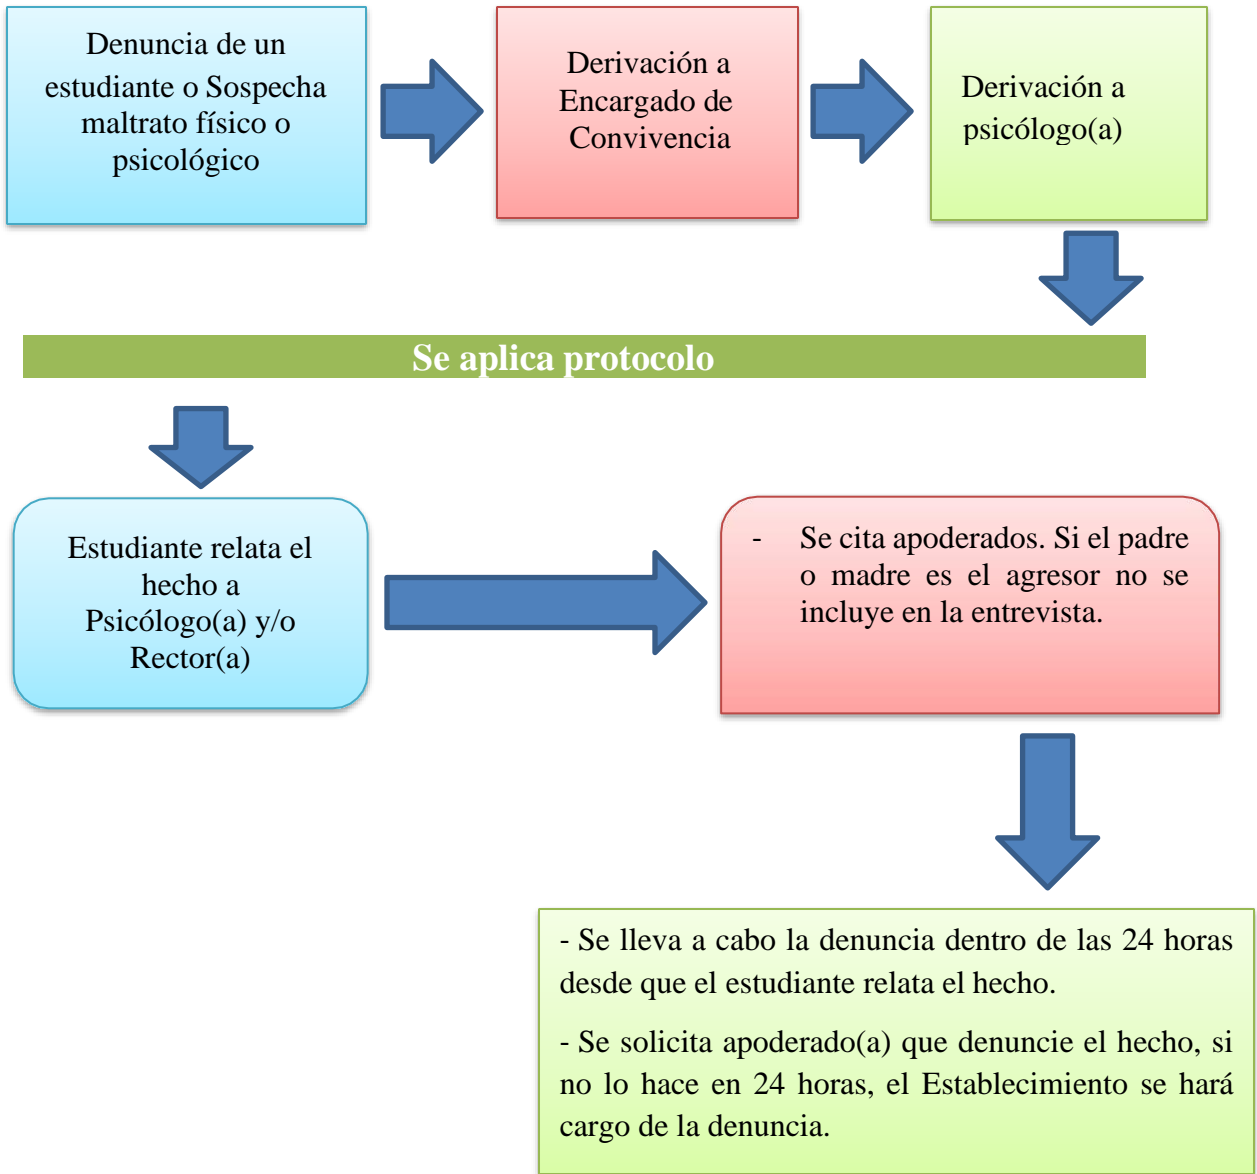 Denuncia de un
estudiante o Sospecha
maltrato físico o
psicológico
Derivación a
Encargado de
Convivencia
Derivación a
psicólogo(a)
Se aplica protocolo
Estudiante relata el
hecho a
Psicólogo(a) y/o
Rector(a)
- Se cita apoderados. Si el padre
o madre es el agresor no se
incluye en la entrevista.
- Se lleva a cabo la denuncia dentro de las 24 horas
desde que el estudiante relata el hecho.
- Se solicita apoderado(a) que denuncie el hecho, si
no lo hace en 24 horas, el Establecimiento se hará
cargo de la denuncia.